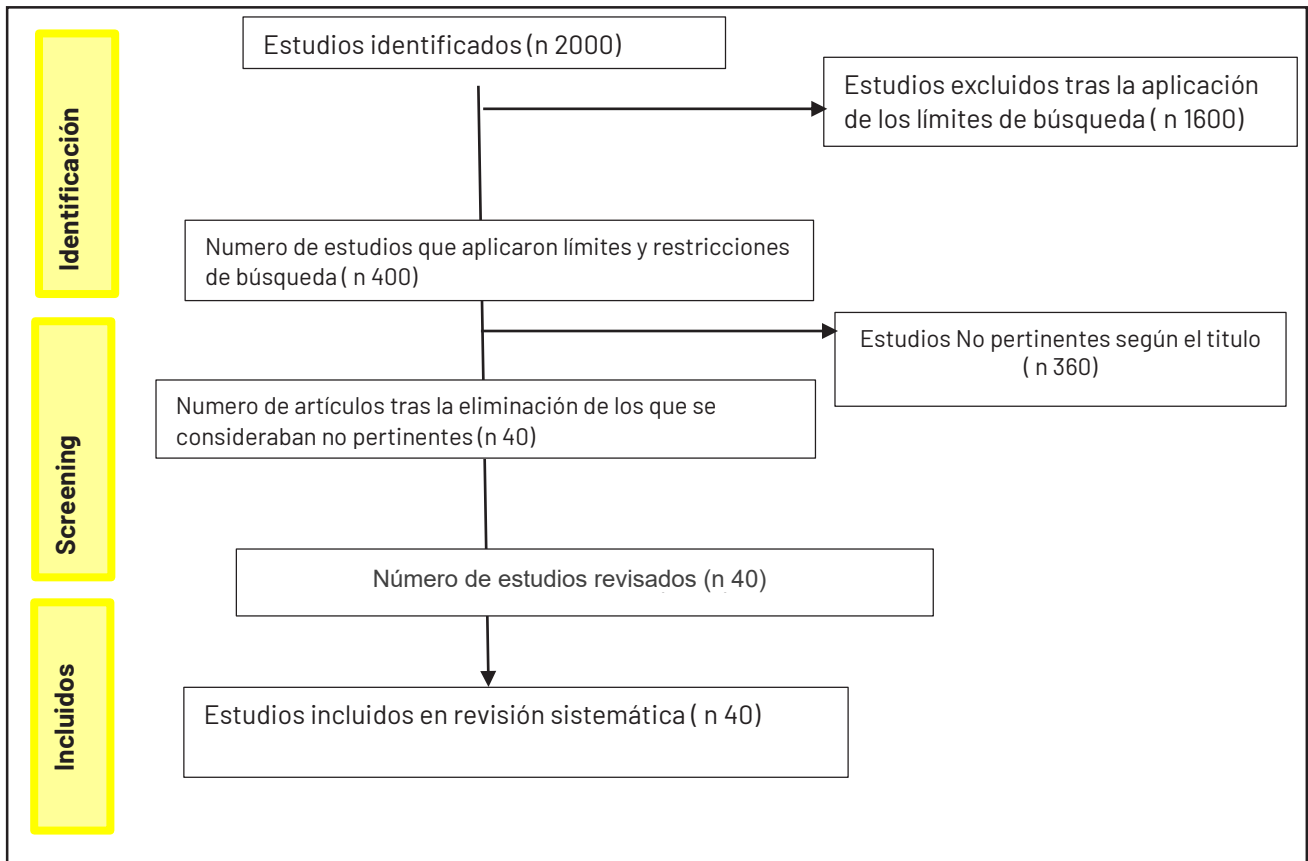 Estudios identificados (n 2000)
Estudios excluidos tras la aplicación
de los límites de búsqueda ( n 1600)
Identificación
Numero de estudios que aplicaron límites y restricciones
de búsqueda ( n 400)
Estudios No pertinentes según el titulo
( n 360)
Numero de artículos tras la eliminación de los que se
consideraban no pertinentes (n 40)
Screening
Número de estudios revisados (n 40)
Incluidos
Estudios incluidos en revisión sistemática ( n 40)